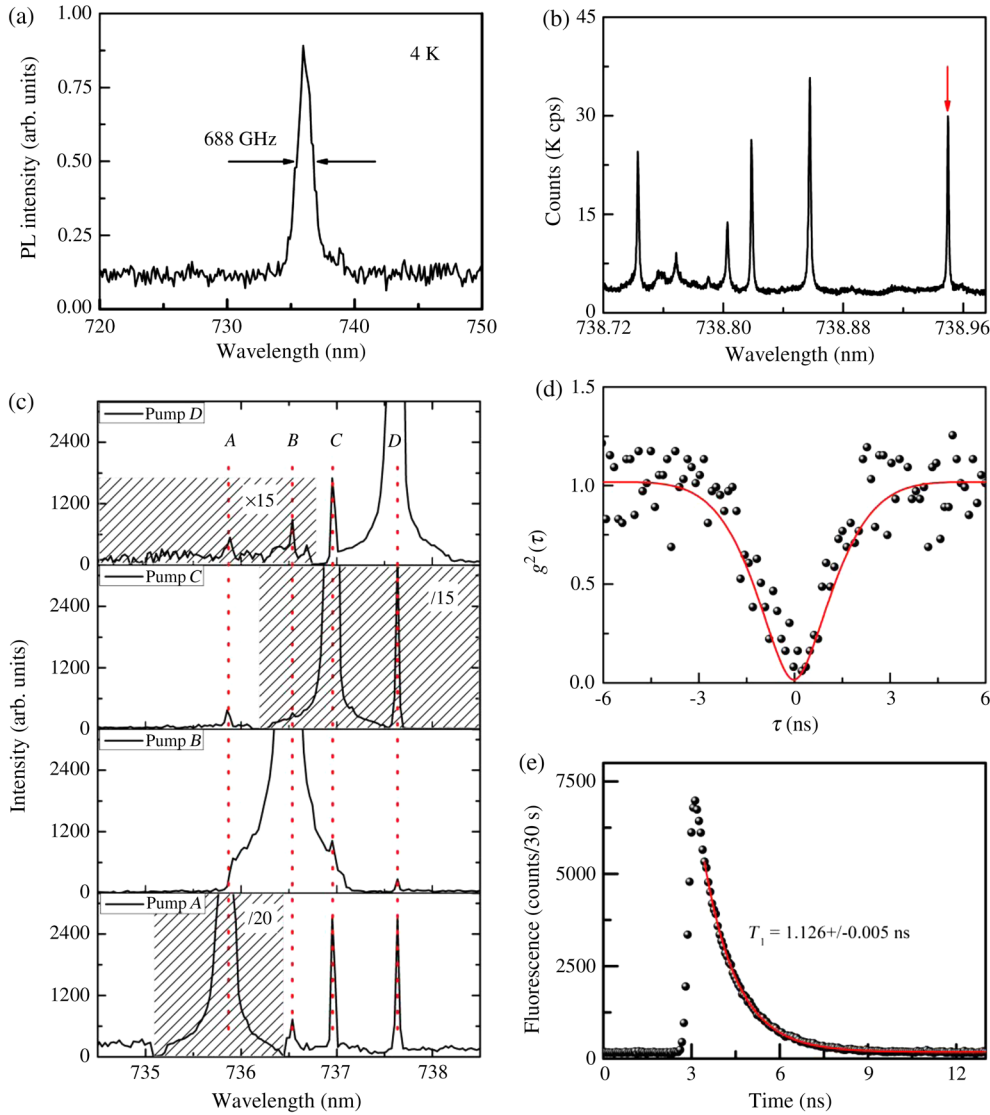 (a)
1.00
0.75
0.50
0.25
0.00
PL intensity (arb. units)
4 K
688 GHz
720
730
740
750
Wavelength (nm)
(b)
45
30
15
0
Counts (K cps)
738.72
738.80
738.88
738.96
Wavelength (nm)
(c)
Intensity (arb. units)
Pump D
A
B
C
D
2400
1200
0
×15
Pump C
2400
1200
0
/15
Pump B
2400
1200
0
Pump A
2400
1200
0
/20
735
736
737
738
Wavelength (nm)
(d)
1.5
1.0
0.5
0.0
g²(τ)
-6
-3
0
3
6
τ (ns)
(e)
7500
5000
2500
0
Fluorescence (counts/30 s)
T₁ = 1.126+/-0.005 ns
0
3
6
9
12
Time (ns)